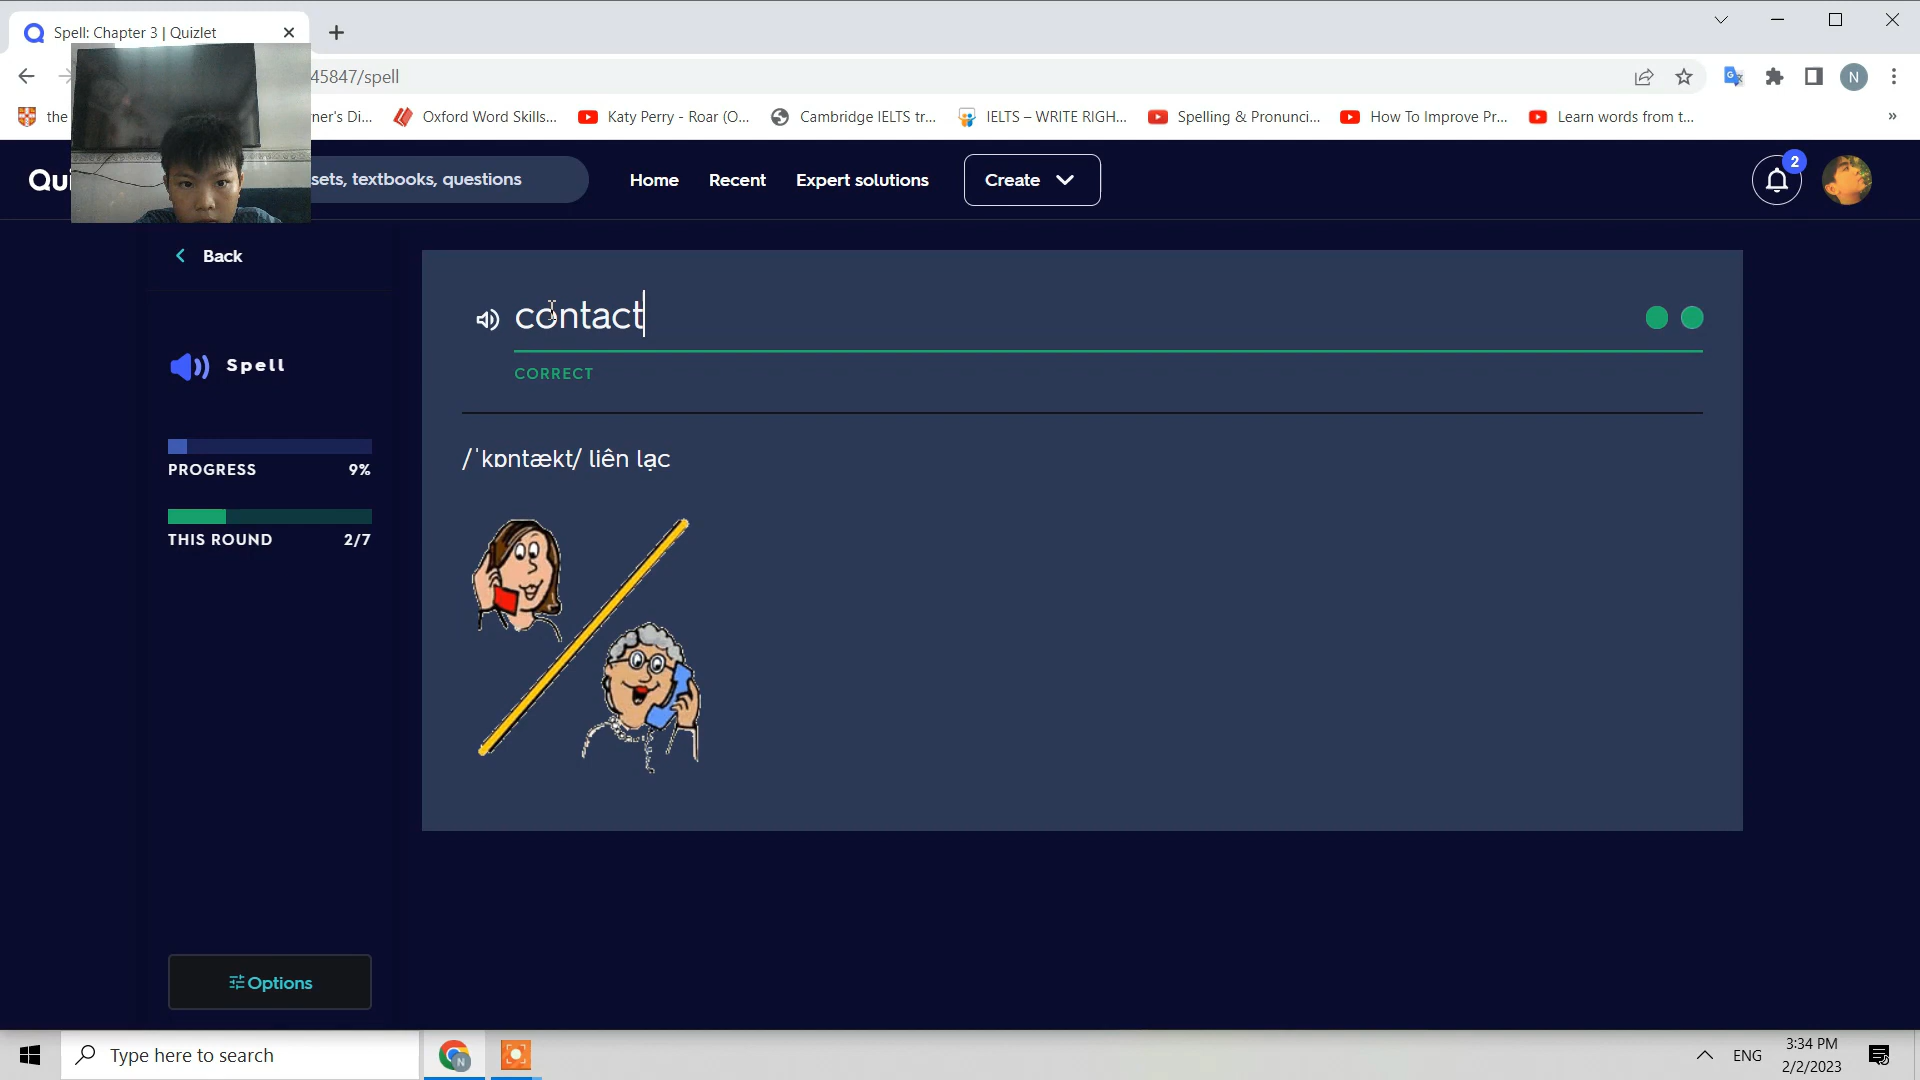 Spell: Chapter 3 | Quizlet
45847/spell
N
the
ner's Di...
Oxford Word Skills...
Katy Perry - Roar (O...
Cambridge IELTS tr...
IELTS – WRITE RIGH...
Spelling & Pronunci...
How To Improve Pr...
Learn words from t...
»
Qui
sets, textbooks, questions
Home
Recent
Expert solutions
Create
2
Back
contact
CORRECT
Spell
/ˈkɒntækt/ liên lạc
PROGRESS 9%
THIS ROUND 2/7
Options
Type here to search
N
ENG
3:34 PM
2/2/2023